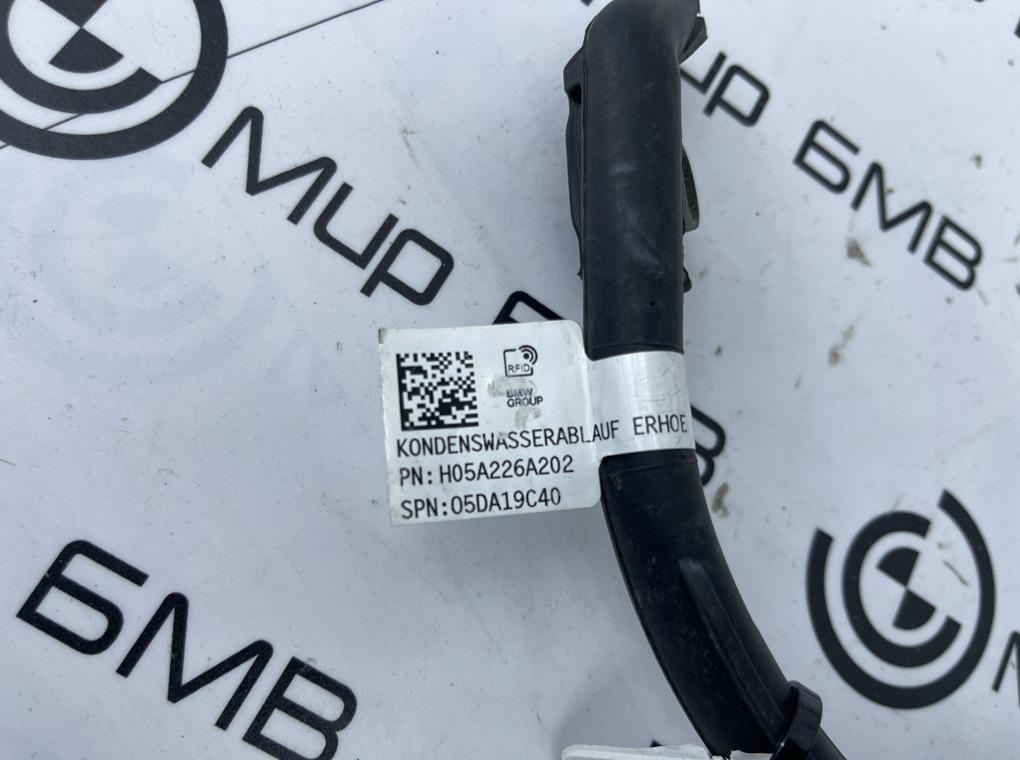 Мир
БМВ
Мир
БМВ
RFID
BMW
GROUP
KONDENSWASSERABLAUF ERHOE
PN:H05A226A202
SPN:05DA19C40
БМВ